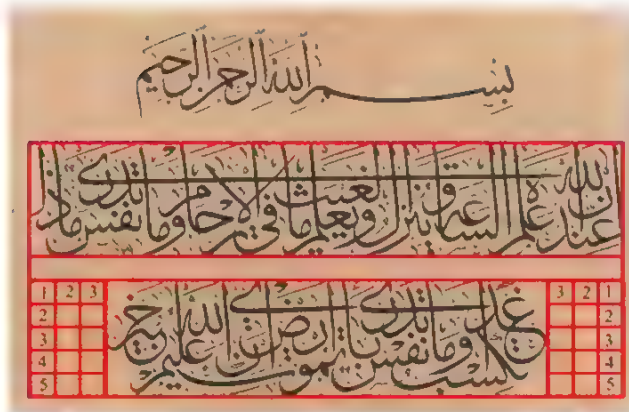 بسم الله الرحمن الرحيم
إن الله عنده علم الساعة وينزل الغيث ويعلم ما في الأرحام وما تدري نفس ماذا
تكسب غدا وما تدري نفس بأي أرض تموت إن الله عليم خبير
1 2 3 3 2 1
2 2
3 3
4 4
5 5